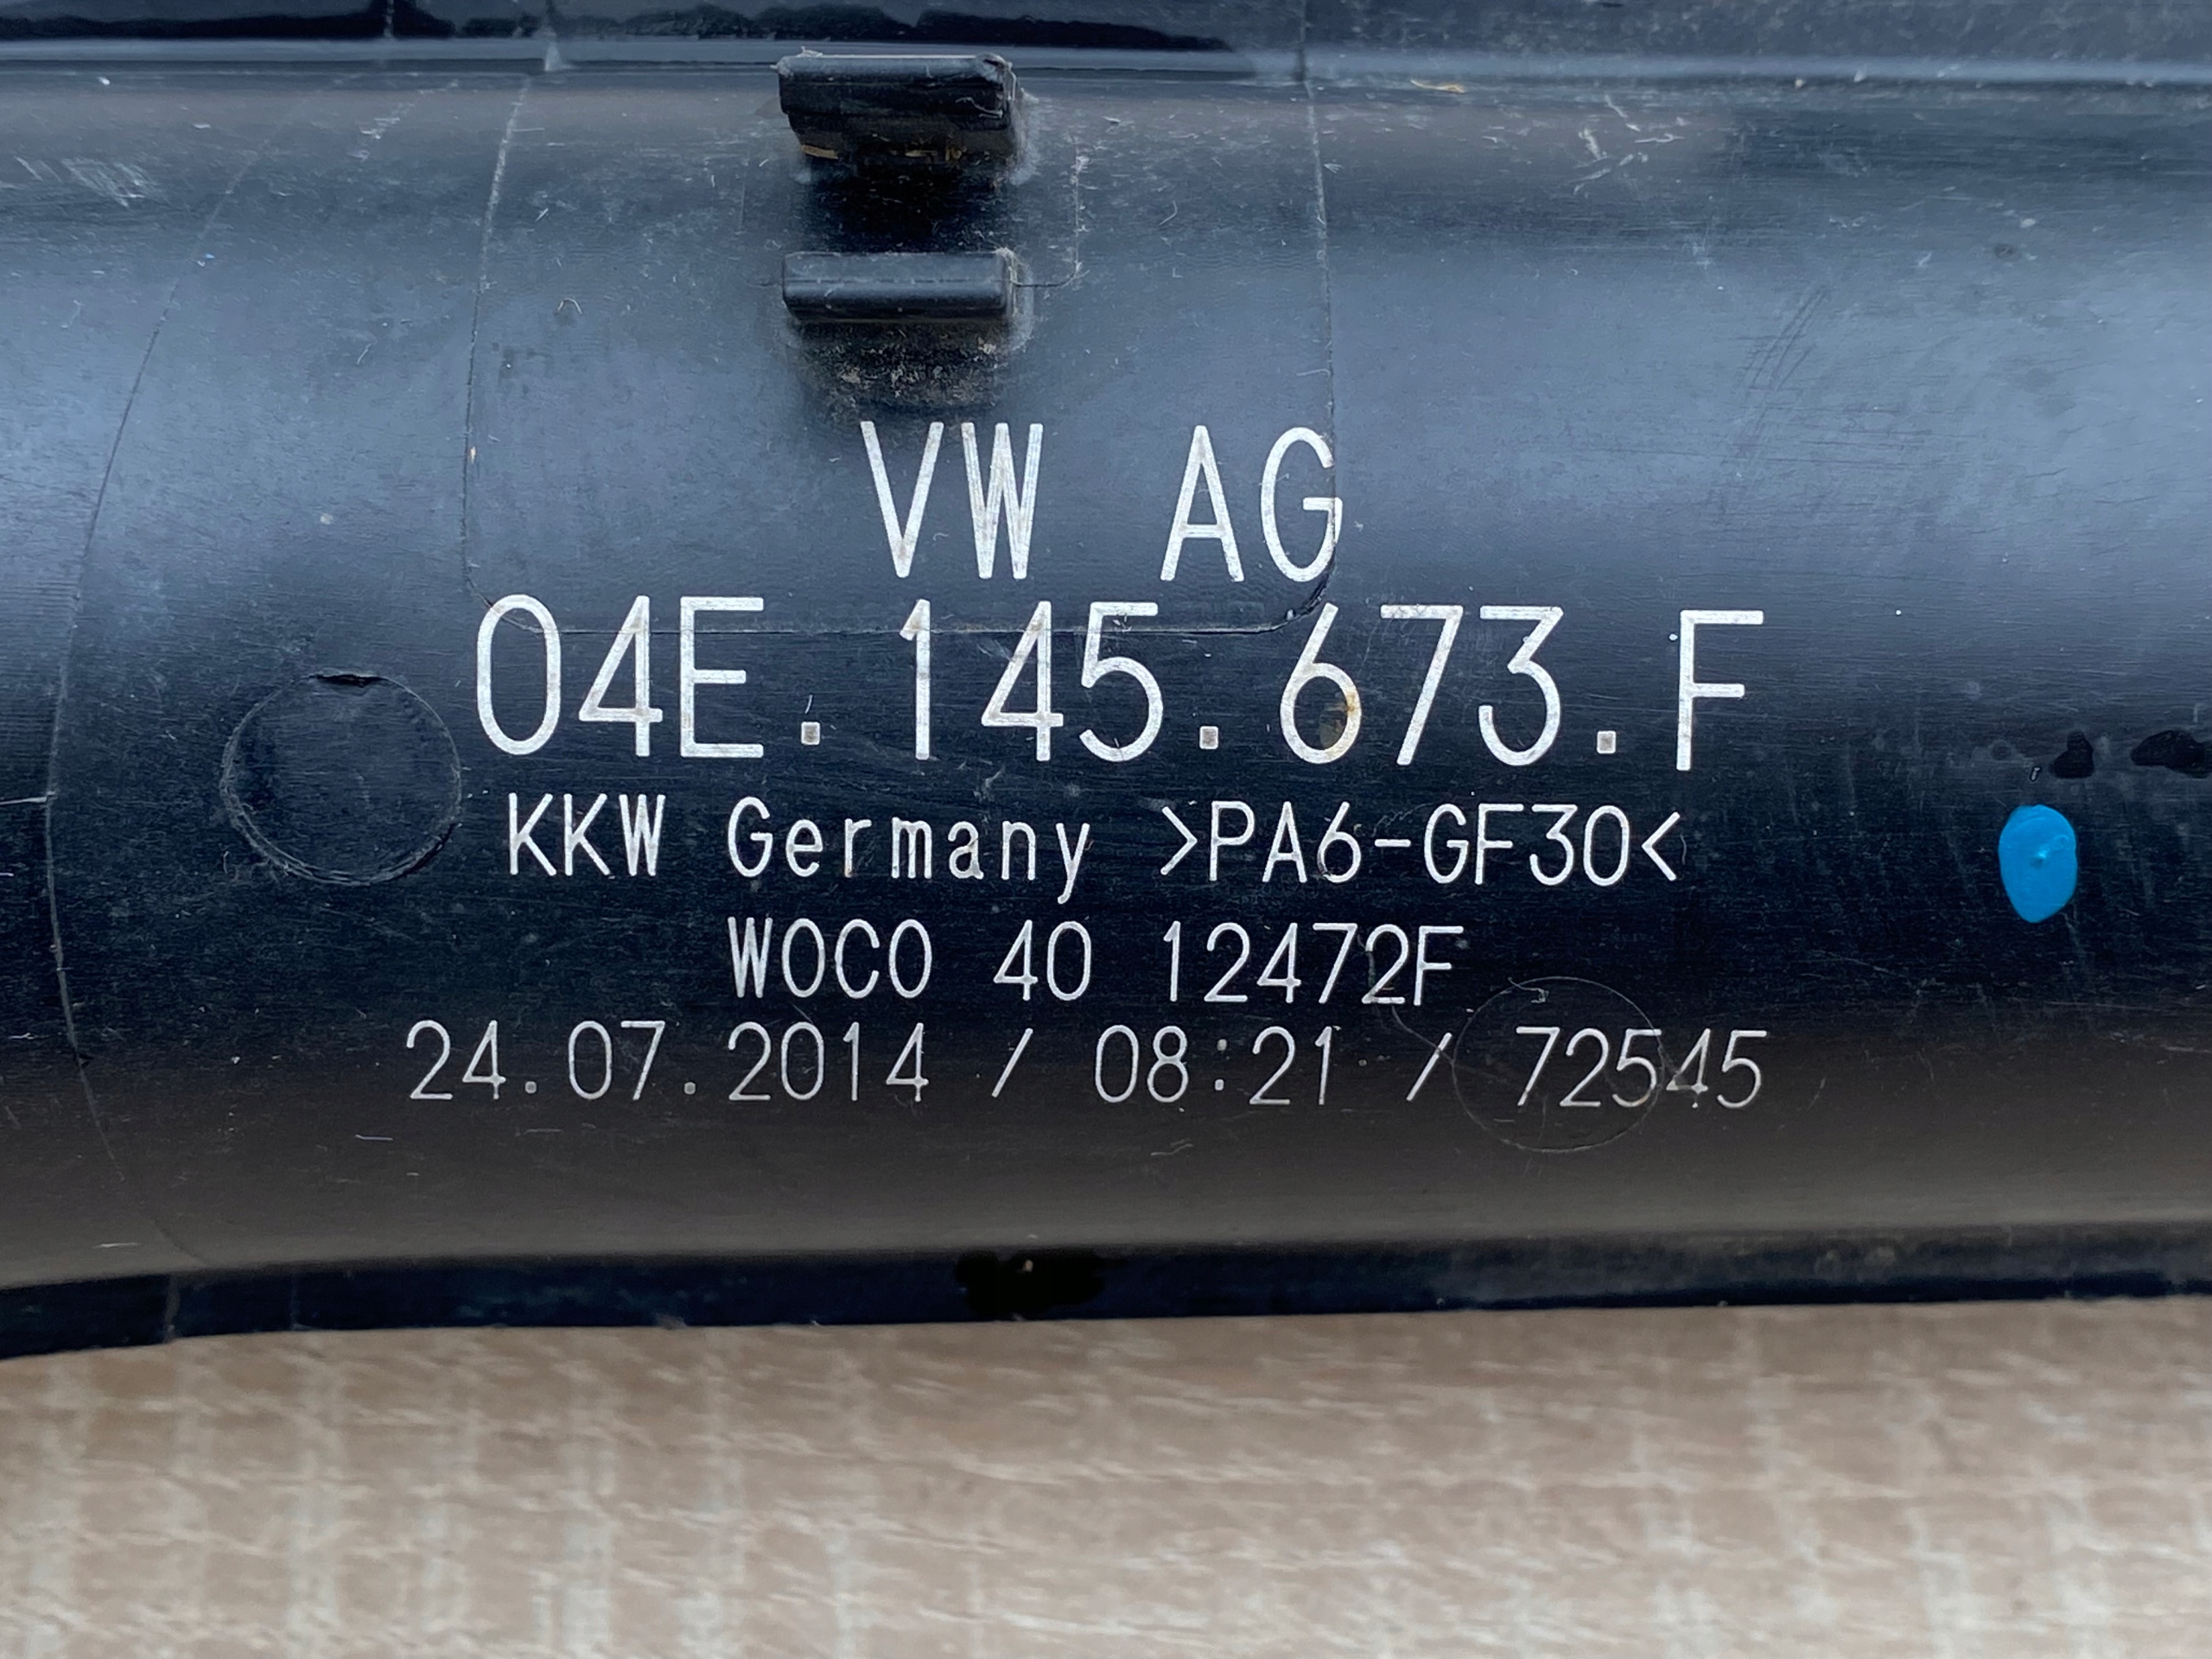 VW AG
04E.145.673.F
KKW Germany >PA6-GF30<
WOCO 40 12472F
24.07.2014 / 08:21 / 72545